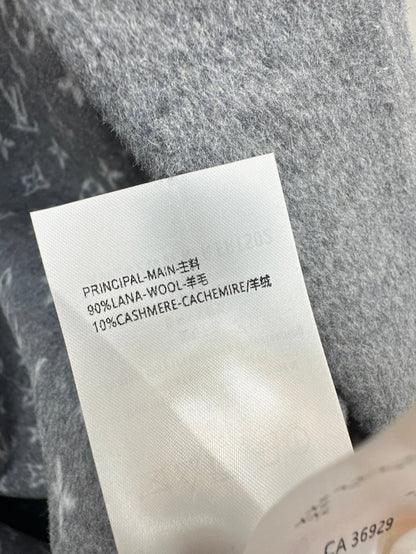 PRINCIPAL-MAIN-主料
90%LANA-WOOL-羊毛
10%CASHMERE-CACHEMIRE/羊绒
CA 36929